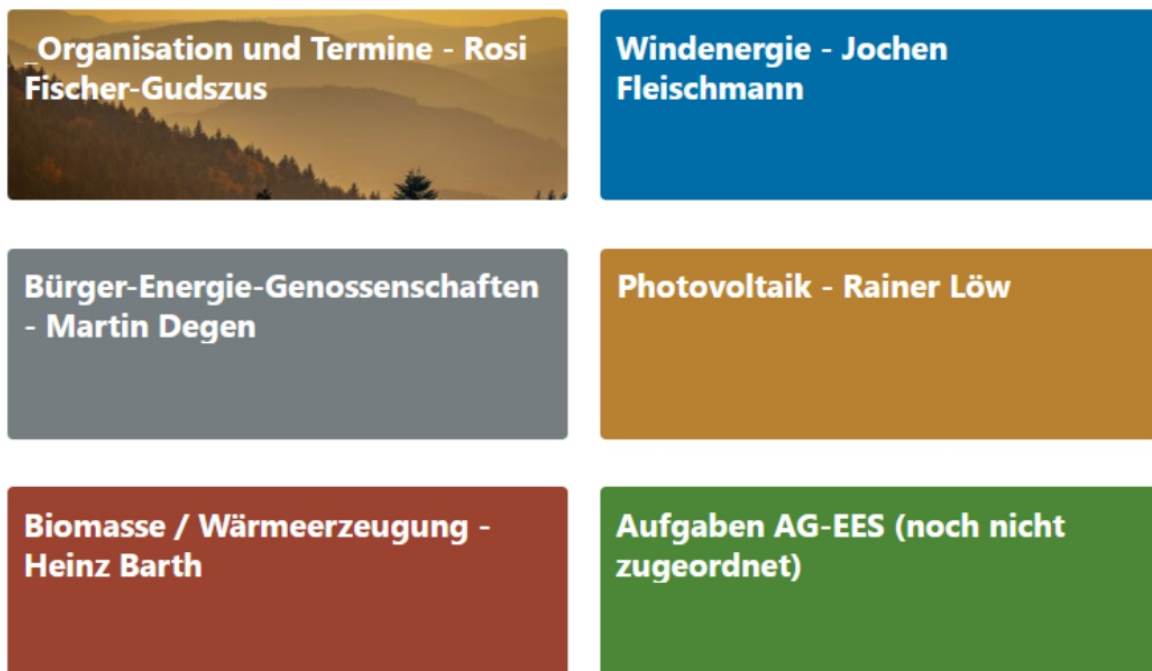 _Organisation und Termine - Rosi
Fischer-Gudszus
Windenergie - Jochen
Fleischmann
Bürger-Energie-Genossenschaften
- Martin Degen
Photovoltaik - Rainer Löw
Biomasse / Wärmeerzeugung -
Heinz Barth
Aufgaben AG-EES (noch nicht
zugeordnet)